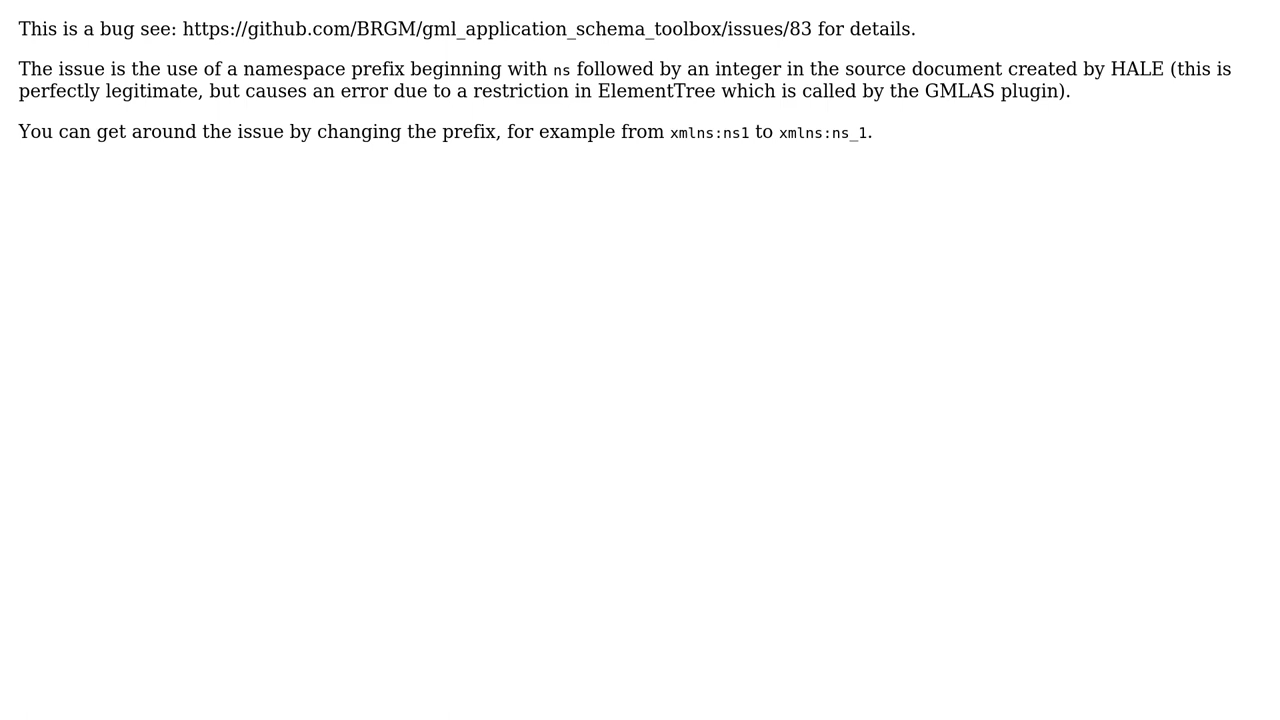 This is a bug see: https://github.com/BRGM/gml_application_schema_toolbox/issues/83 for details.
The issue is the use of a namespace prefix beginning with ns followed by an integer in the source document created by HALE (this is
perfectly legitimate, but causes an error due to a restriction in ElementTree which is called by the GMLAS plugin).
You can get around the issue by changing the prefix, for example from xmlns:ns1 to xmlns:ns_1.